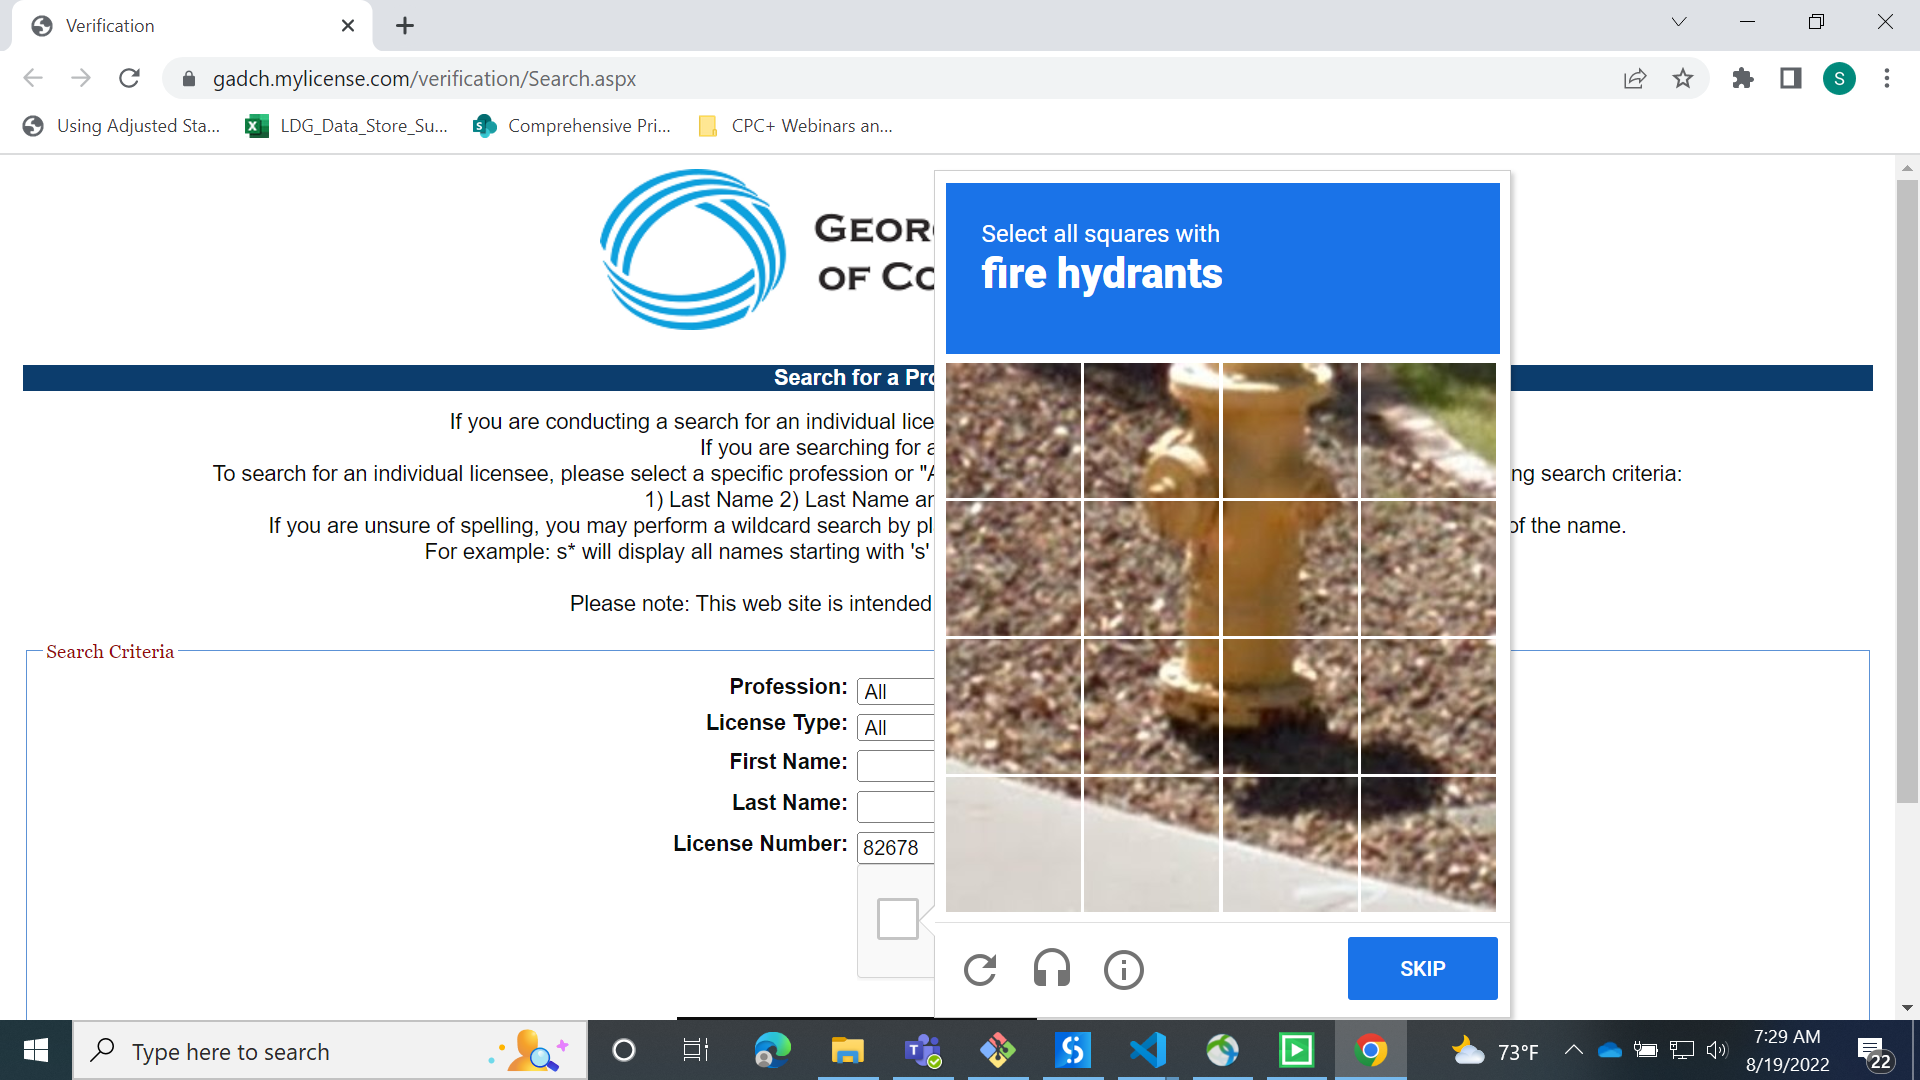 Verification
gadch.mylicense.com/verification/Search.aspx
S
Using Adjusted Sta...
LDG_Data_Store_Su...
Comprehensive Pri...
CPC+ Webinars an...
GEOR
OF CO
Select all squares with
fire hydrants
Search for a Pro
If you are conducting a search for an individual lice
If you are searching for a
To search for an individual licensee, please select a specific profession or "A
ng search criteria:
1) Last Name 2) Last Name an
If you are unsure of spelling, you may perform a wildcard search by pl
of the name.
For example: s* will display all names starting with 's'
Please note: This web site is intended
Search Criteria
Profession: All
License Type: All
First Name:
Last Name:
License Number: 82678
SKIP
Type here to search
73°F
7:29 AM
8/19/2022
22